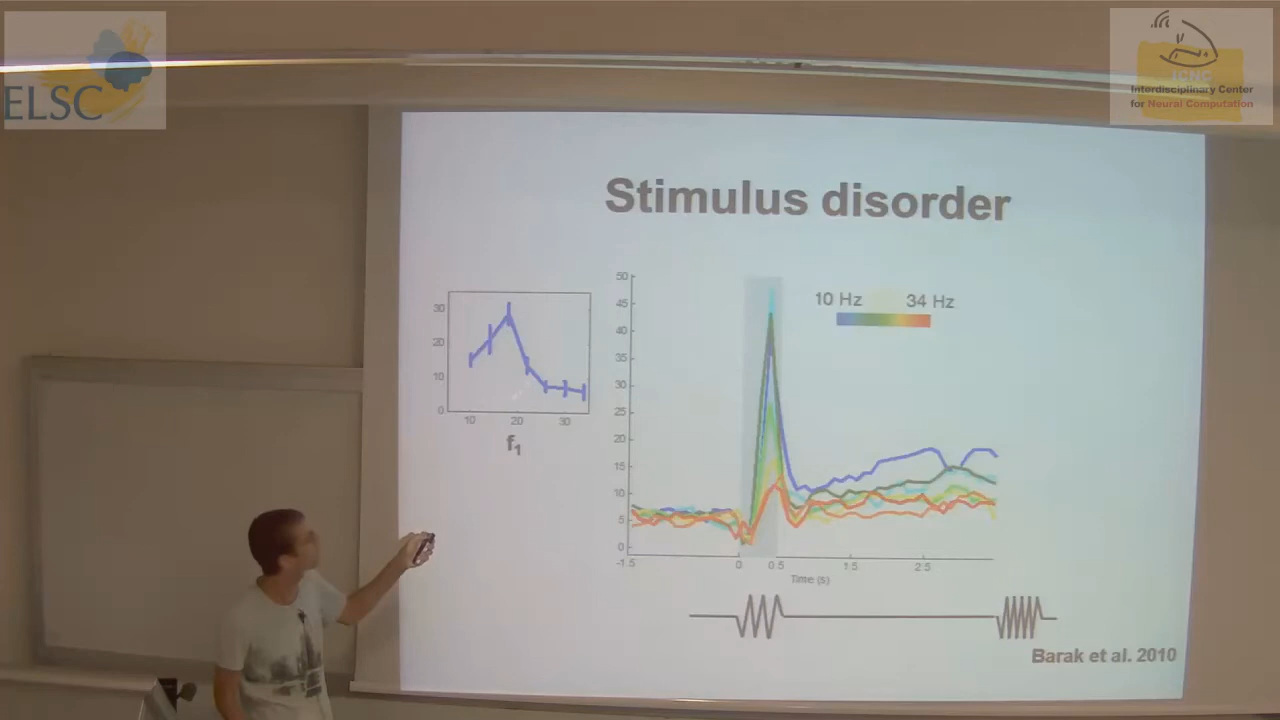 ELSC
ICNC
Interdisciplinary Center
for Neural Computation
Stimulus disorder
30
20
10
0
10
20
30
f1
50
45
40
35
30
25
20
15
10
5
0
-1.5
0
0.5
1.5
2.5
Time (s)
10 Hz
34 Hz
Barak et al. 2010